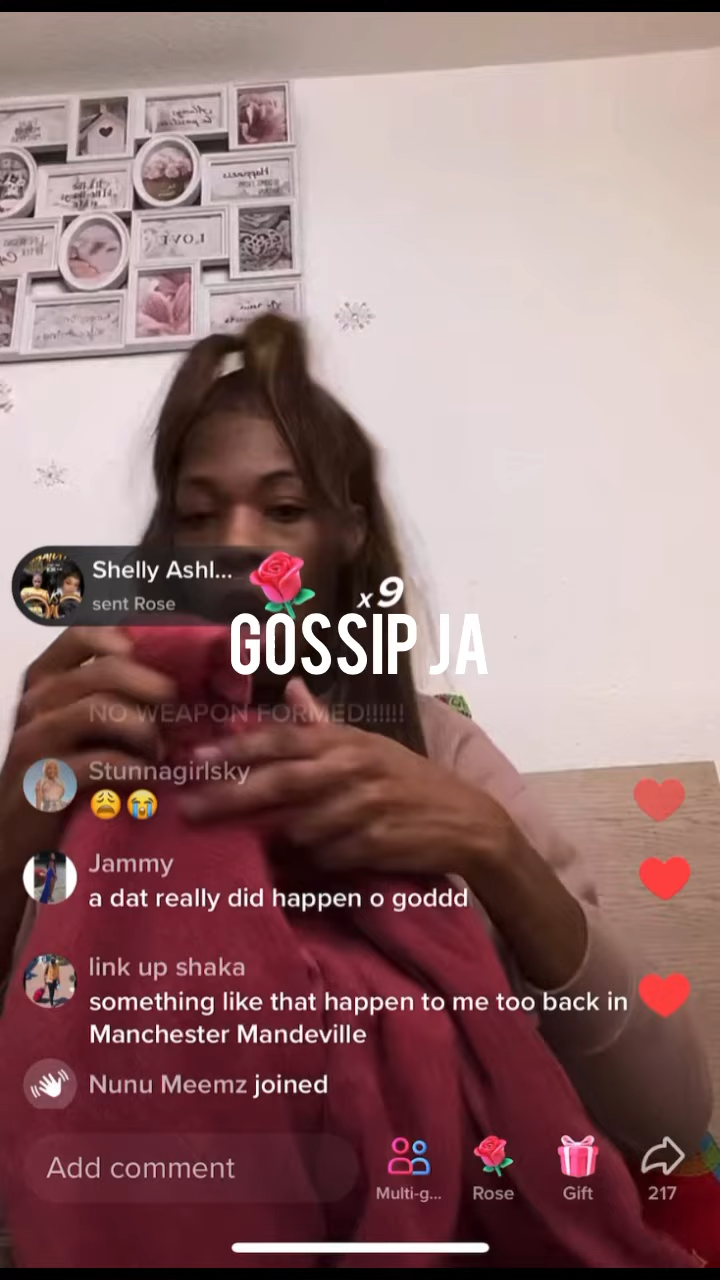 LOVE
Shelly Ashl...
sent Rose
x9
GOSSIP JA
NO WEAPON FORMED!!!!!!
Stunnagirlsky
😩😭
Jammy
a dat really did happen o goddd
link up shaka
something like that happen to me too back in
Manchester Mandeville
Nunu Meemz joined
Add comment
Multi-g...
Rose
Gift
217